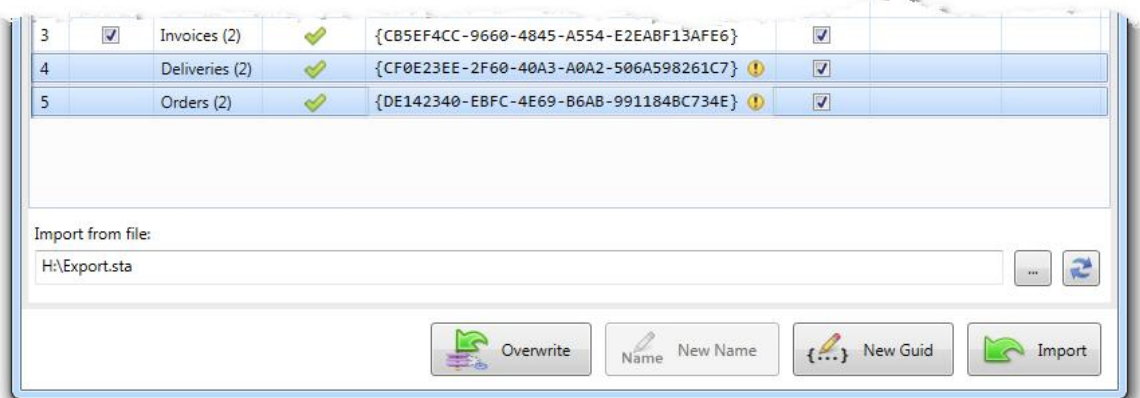 3 Invoices (2) {CB5EF4CC-9660-4845-A554-E2EABF13AFE6}
4 Deliveries (2) {CF0E23EE-2F60-40A3-A0A2-506A598261C7}
5 Orders (2) {DE142340-EBFC-4E69-B6AB-991184BC734E}
Import from file:
H:\Export.sta
...
Overwrite
Name New Name
{...} New Guid
Import